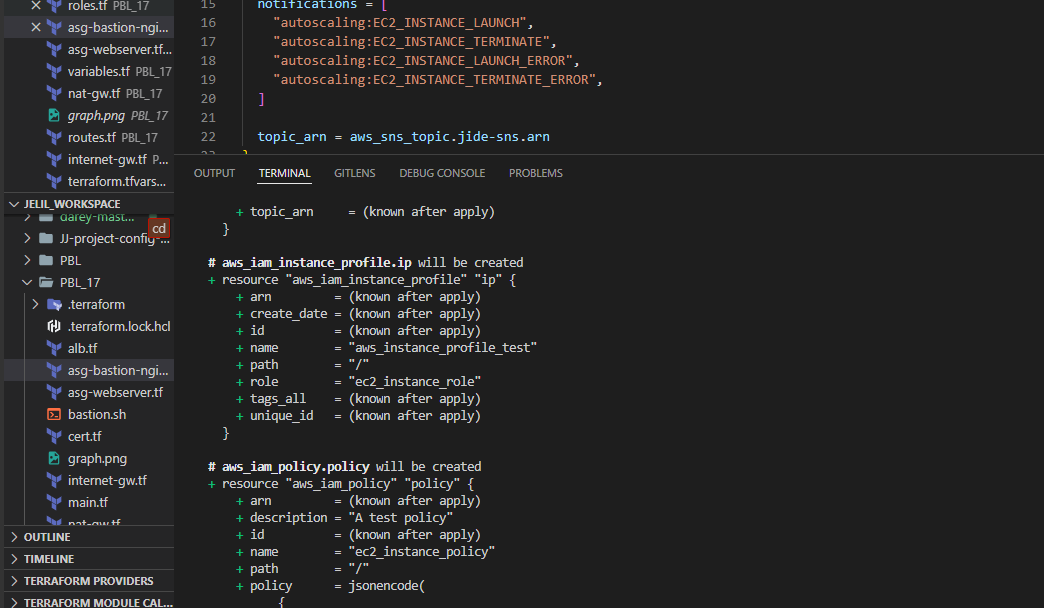 roles.tf PBL_17
asg-bastion-ngi...
asg-webserver.tf...
variables.tf PBL_17
nat-gw.tf PBL_17
graph.png PBL_17
routes.tf PBL_17
internet-gw.tf P...
terraform.tfvars...
JELIL_WORKSPACE
darey-mast...
cd
JJ-project-config-...
PBL
PBL_17
.terraform
.terraform.lock.hcl
alb.tf
asg-bastion-ngi...
asg-webserver.tf
bastion.sh
cert.tf
graph.png
internet-gw.tf
main.tf
nat-gw.tf
OUTLINE
TIMELINE
TERRAFORM PROVIDERS
TERRAFORM MODULE CAL...
15 notifications = [
16 "autoscaling:EC2_INSTANCE_LAUNCH",
17 "autoscaling:EC2_INSTANCE_TERMINATE",
18 "autoscaling:EC2_INSTANCE_LAUNCH_ERROR",
19 "autoscaling:EC2_INSTANCE_TERMINATE_ERROR",
20 ]
21
22 topic_arn = aws_sns_topic.jide-sns.arn
23 }
OUTPUT TERMINAL GITLENS DEBUG CONSOLE PROBLEMS
+ topic_arn = (known after apply)
}
# aws_iam_instance_profile.ip will be created
+ resource "aws_iam_instance_profile" "ip" {
+ arn = (known after apply)
+ create_date = (known after apply)
+ id = (known after apply)
+ name = "aws_instance_profile_test"
+ path = "/"
+ role = "ec2_instance_role"
+ tags_all = (known after apply)
+ unique_id = (known after apply)
}
# aws_iam_policy.policy will be created
+ resource "aws_iam_policy" "policy" {
+ arn = (known after apply)
+ description = "A test policy"
+ id = (known after apply)
+ name = "ec2_instance_policy"
+ path = "/"
+ policy = jsonencode(
{